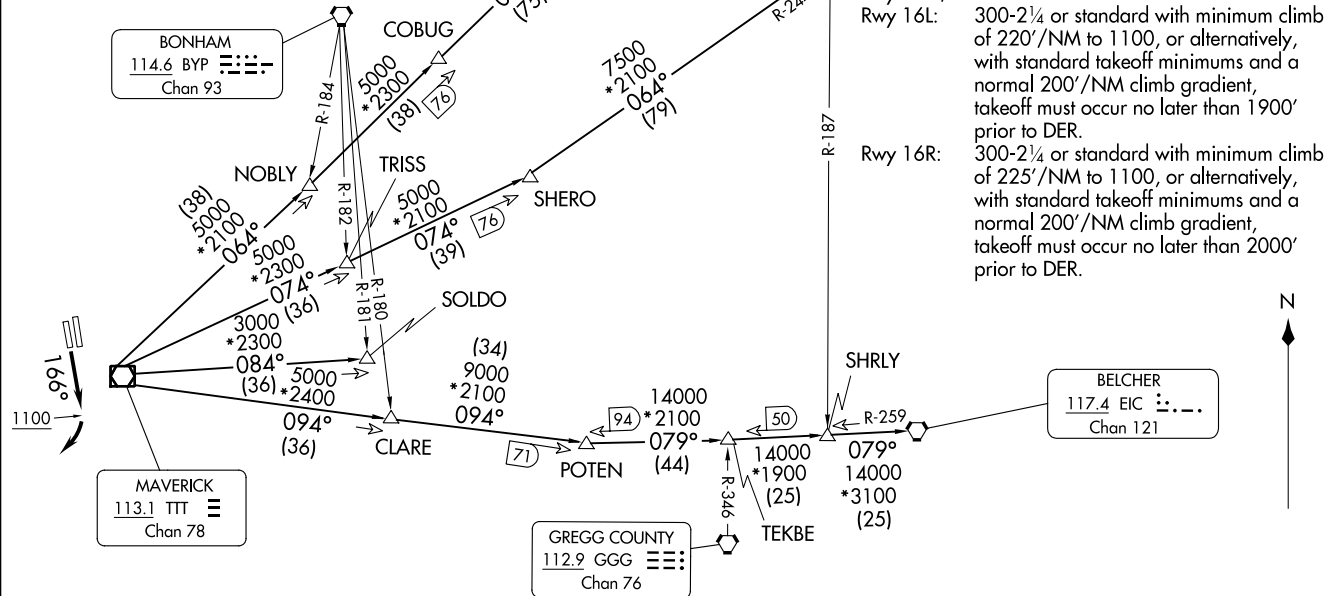 (75)
R-24
Rwy 16L: 300-2¼ or standard with minimum climb
of 220'/NM to 1100, or alternatively,
with standard takeoff minimums and a
normal 200'/NM climb gradient,
takeoff must occur no later than 1900'
prior to DER.
Rwy 16R: 300-2¼ or standard with minimum climb
of 225'/NM to 1100, or alternatively,
with standard takeoff minimums and a
normal 200'/NM climb gradient,
takeoff must occur no later than 2000'
prior to DER.
BONHAM
114.6 BYP
Chan 93
COBUG
5000
*2300
(38)
76
R-184
7500
*2100
064°
(79)
R-187
NOBLY
R-182
TRISS
(38)
5000
*2100
064°
5000
*2100
074°
(39)
76
SHERO
5000
*2300
074°
(36)
R-181
R-180
SOLDO
3000
*2300
084°
(36)
5000
*2400
094°
(36)
CLARE
(34)
9000
*2100
094°
71
POTEN
94
14000
*2100
079°
(44)
50
14000
*1900
(25)
TEKBE
SHRLY
R-259
079°
14000
*3100
(25)
R-346
N
BELCHER
117.4 EIC
Chan 121
166°
1100
MAVERICK
113.1 TTT
Chan 78
GREGG COUNTY
112.9 GGG
Chan 76